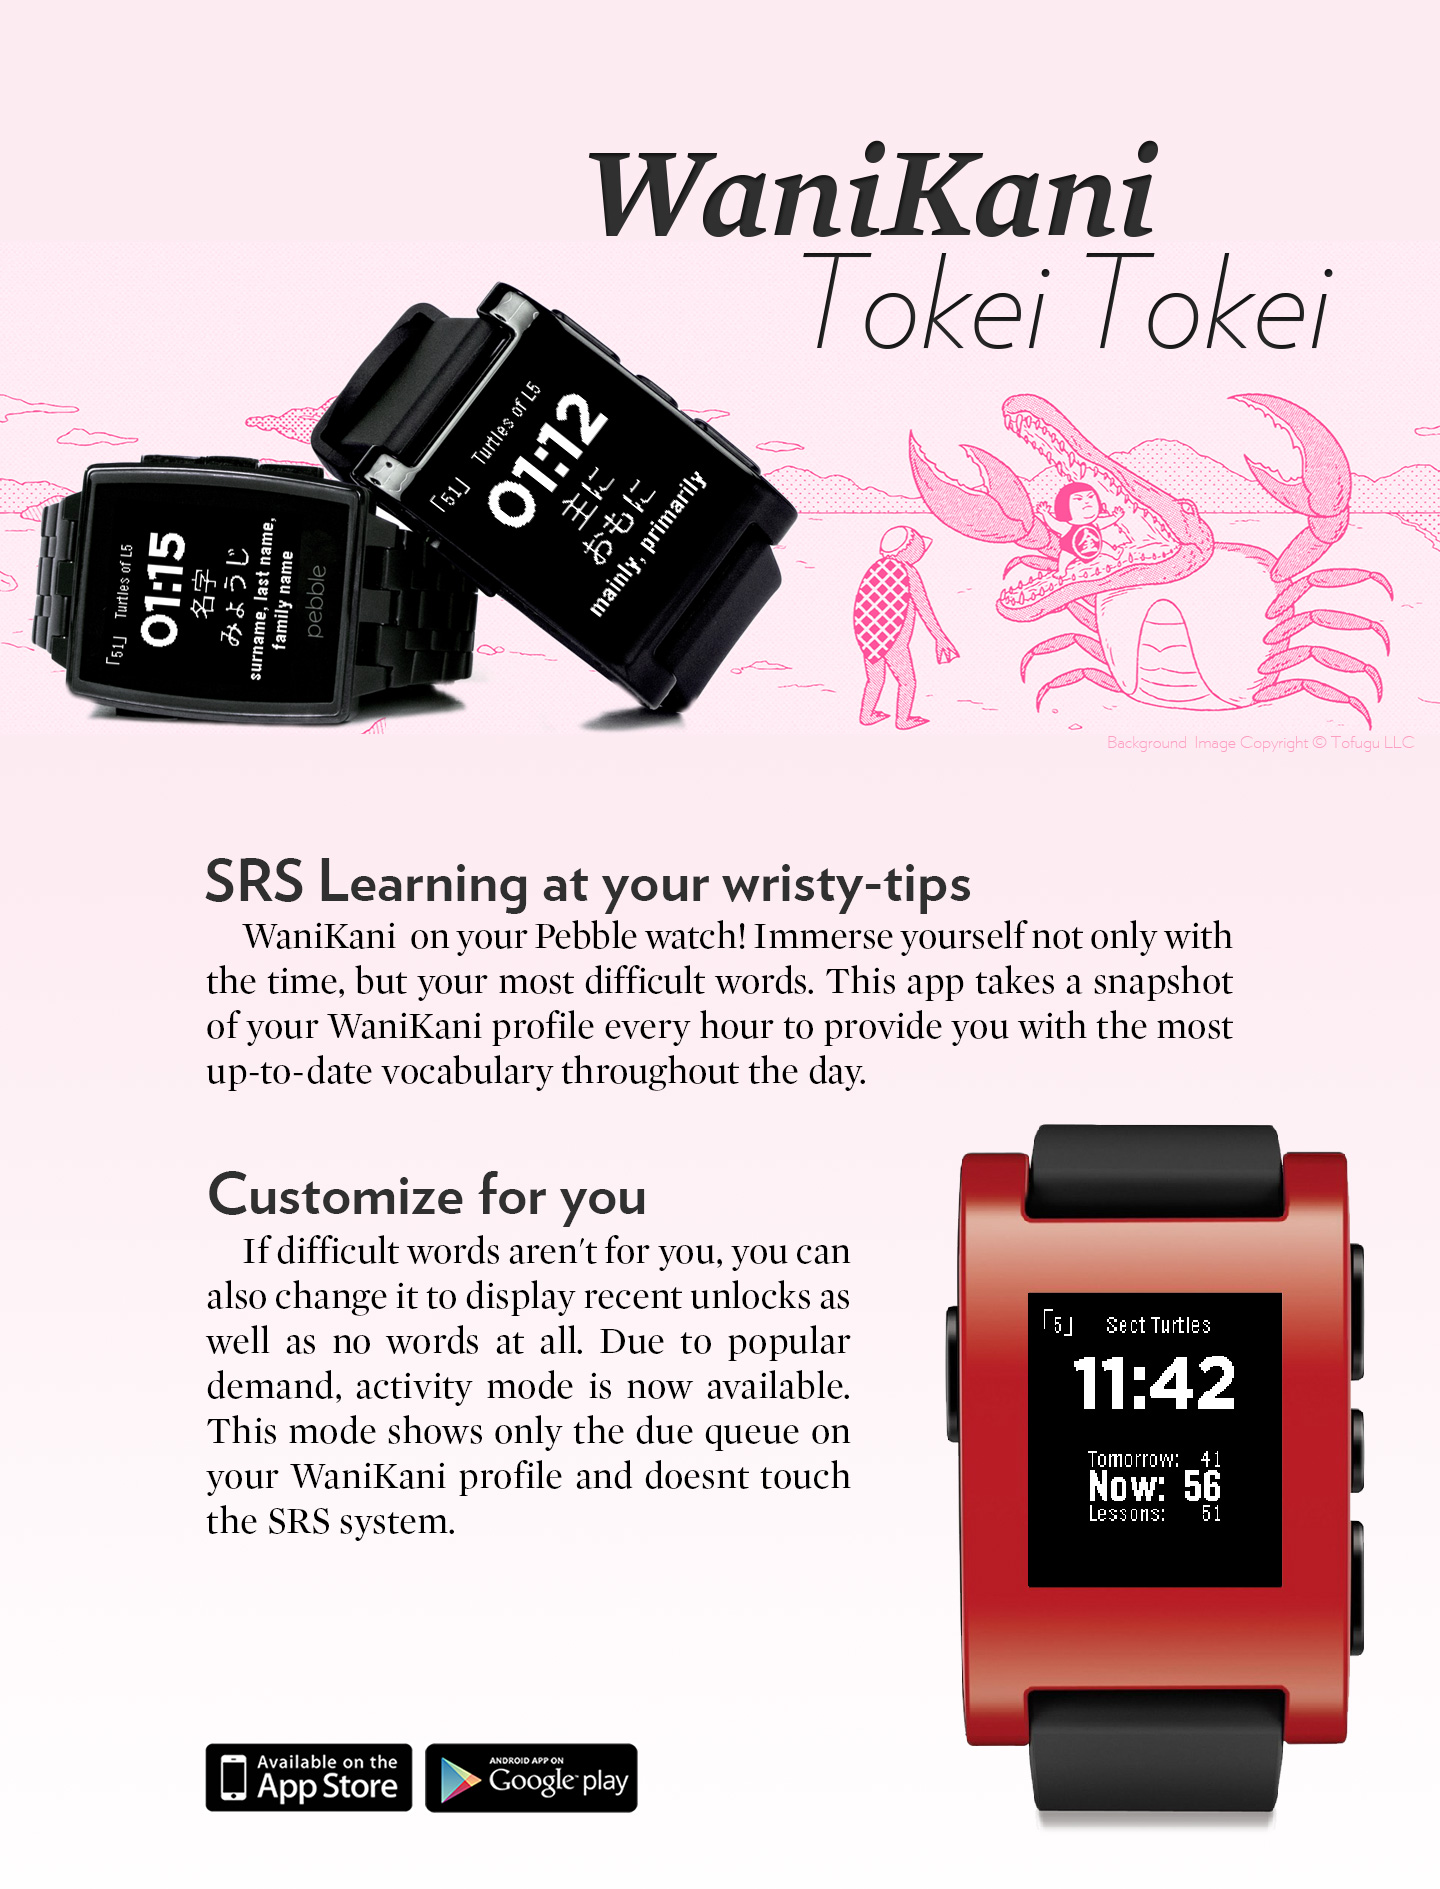 WaniKani
Tokei Tokei
「51」 Turtles of L5
01:15
名字
みょうじ
surname, last name,
family name
pebble
「51」 Turtles of L5
01:12
主に
おもに
mainly, primarily
金
Background Image Copyright © Tofugu LLC
SRS Learning at your wristy-tips
WaniKani on your Pebble watch! Immerse yourself not only with
the time, but your most difficult words. This app takes a snapshot
of your WaniKani profile every hour to provide you with the most
up-to-date vocabulary throughout the day.
Customize for you
If difficult words aren't for you, you can
also change it to display recent unlocks as
well as no words at all. Due to popular
demand, activity mode is now available.
This mode shows only the due queue on
your WaniKani profile and doesnt touch
the SRS system.
「5」 Sect Turtles
11:42
Tomorrow: 41
Now: 56
Lessons: 51
Available on the
App Store
ANDROID APP ON
Google play